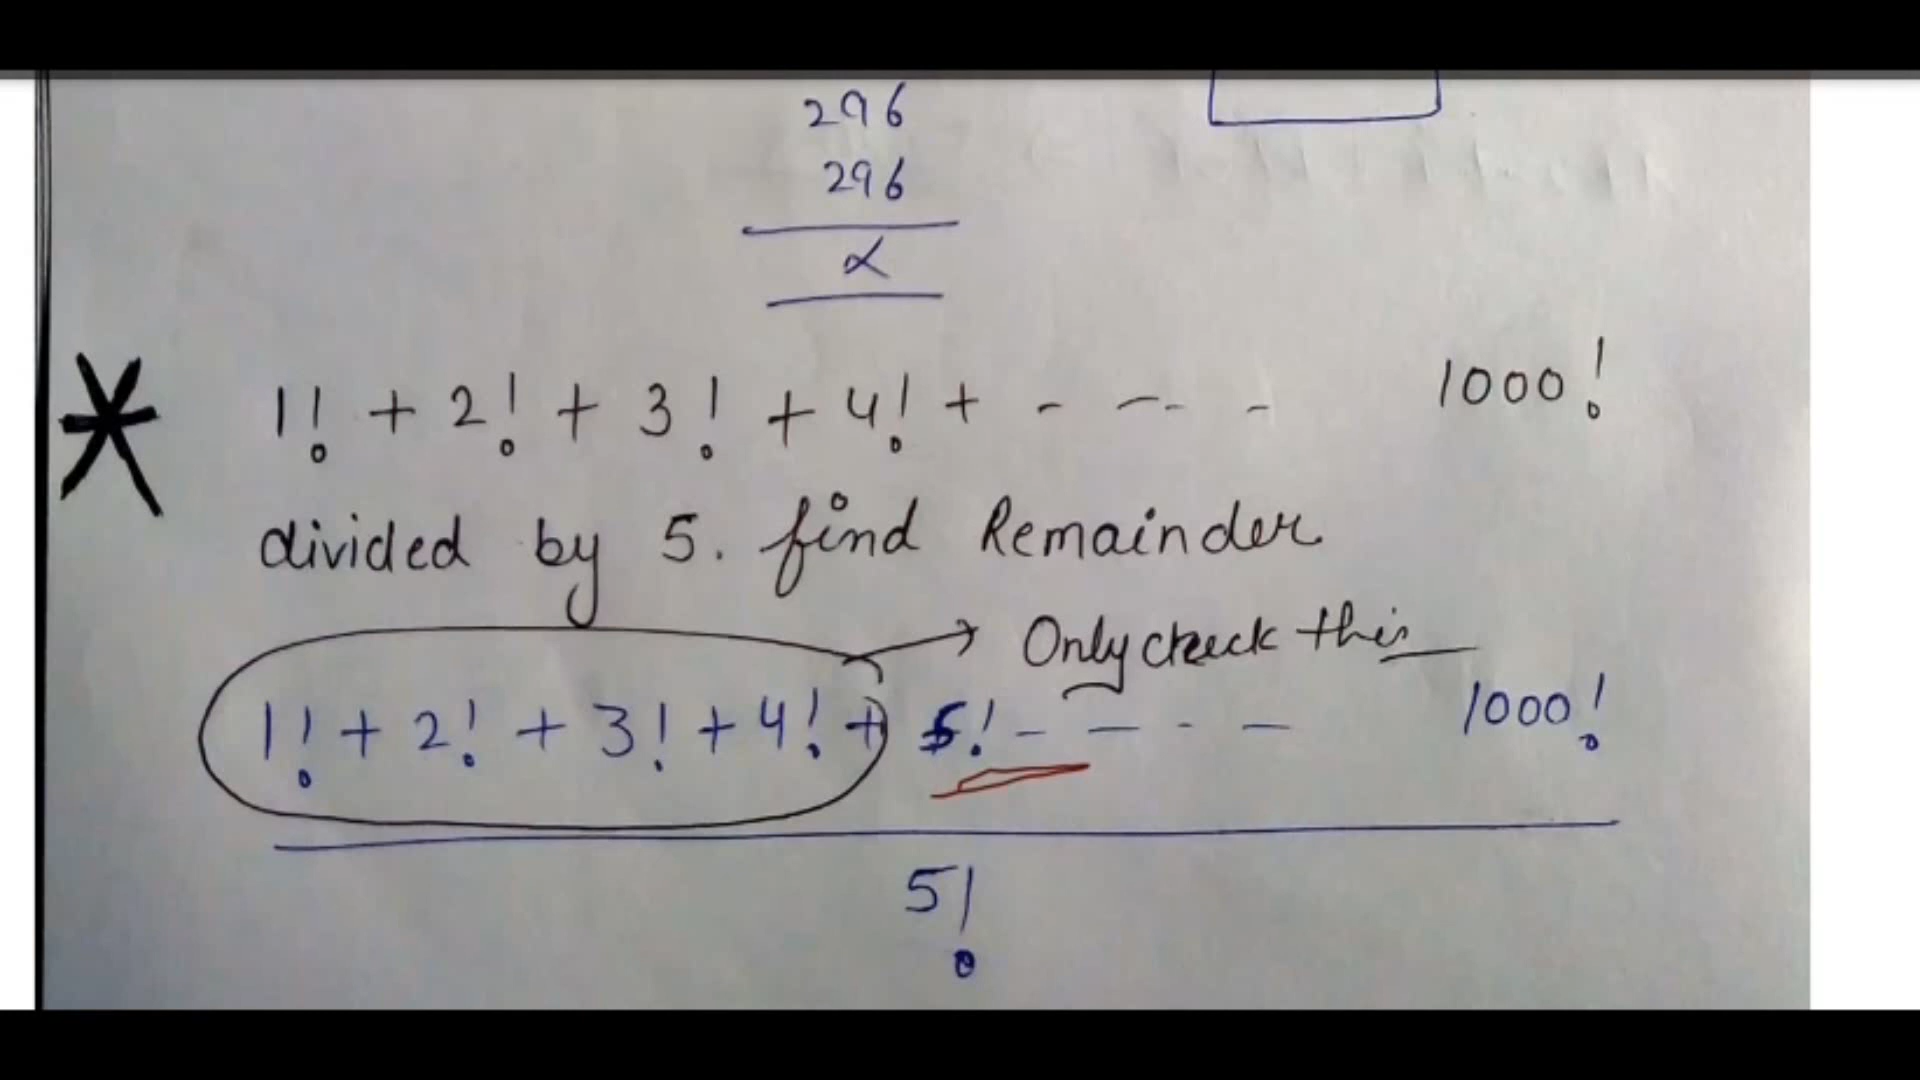 296
296
α
* 1! + 2! + 3! + 4! + - - - - 1000!
divided by 5. find Remainder
→ Only check this
1! + 2! + 3! + 4! + 5! - - - - 1000!
5!